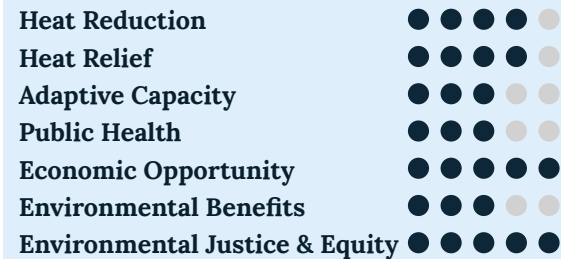 Heat Reduction
Heat Relief
Adaptive Capacity
Public Health
Economic Opportunity
Environmental Benefits
Environmental Justice & Equity